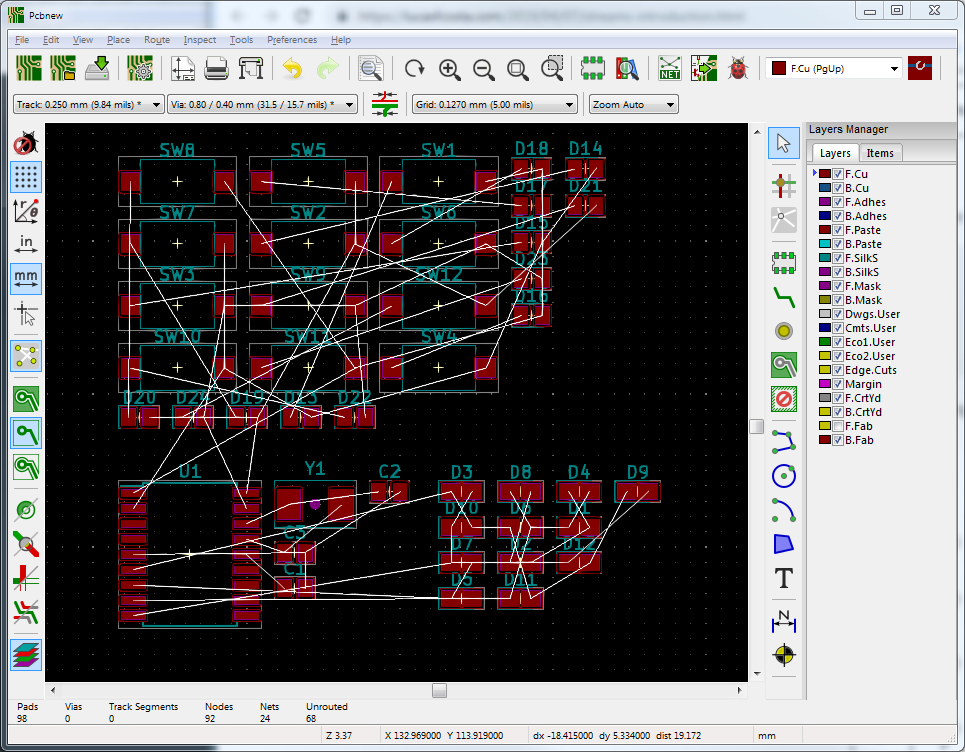 Pcbnew
File Edit View Place Route Inspect Tools Preferences Help
NET
F.Cu (PgUp)
Track: 0.250 mm (9.84 mils) *
Via: 0.80 / 0.40 mm (31.5 / 15.7 mils) *
Grid: 0.1270 mm (5.00 mils)
Zoom Auto
in
mm
SW8 SW5 SW1 D18 D14
D17 D21
SW7 SW2 SW6 D15
SW3 SW9 SW12 D23
D16
SW10 SW11 SW4
D20 D24 D19 D13 D22
U1 Y1 C2 D3 D8 D4 D9
D10 D6 D1
C3 D7 D2 D12
C1 D5 D11
Layers Manager
Layers Items
F.Cu
B.Cu
F.Adhes
B.Adhes
F.Paste
B.Paste
F.SilkS
B.SilkS
F.Mask
B.Mask
Dwgs.User
Cmts.User
Eco1.User
Eco2.User
Edge.Cuts
Margin
F.CrtYd
B.CrtYd
F.Fab
B.Fab
T
N
Pads Vias Track Segments Nodes Nets Unrouted
98 0 0 92 24 68
Z 3.37 X 132.969000 Y 113.919000 dx -18.415000 dy 5.334000 dist 19.172 mm